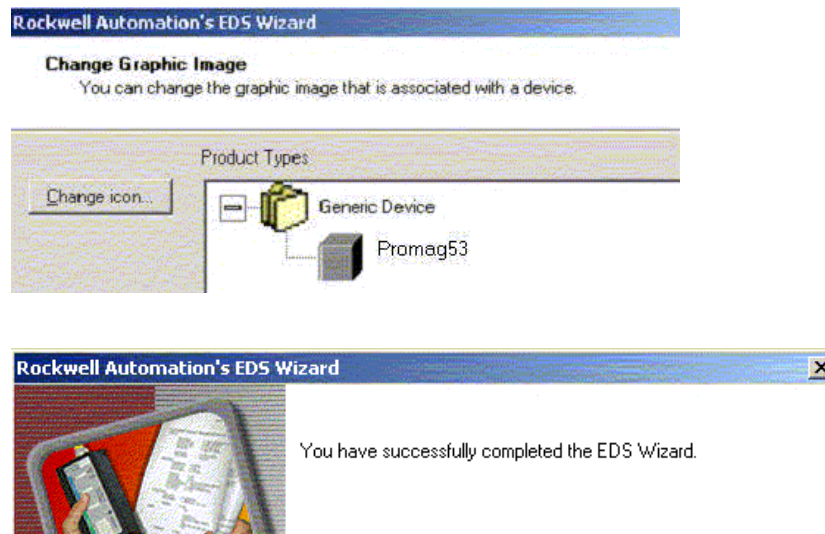 Rockwell Automation's EDS Wizard
Change Graphic Image
You can change the graphic image that is associated with a device.
Product Types
Change icon...
Generic Device
Promag53
Rockwell Automation's EDS Wizard
You have successfully completed the EDS Wizard.